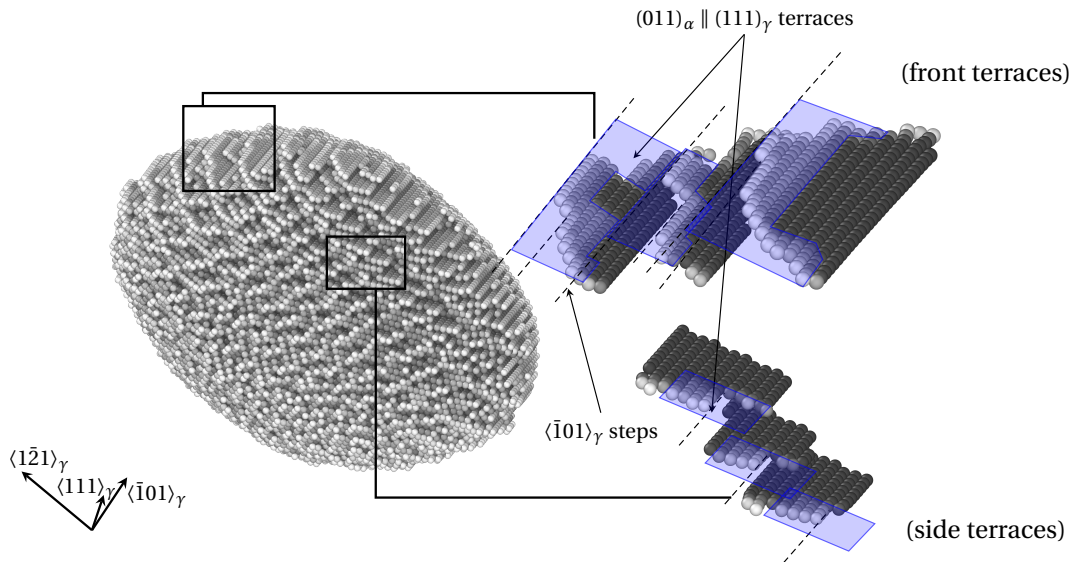 (011)α ∥ (111)γ terraces
(front terraces)
⟨1̄01⟩γ steps
⟨12̄1⟩γ
⟨111⟩γ
⟨1̄01⟩γ
(side terraces)